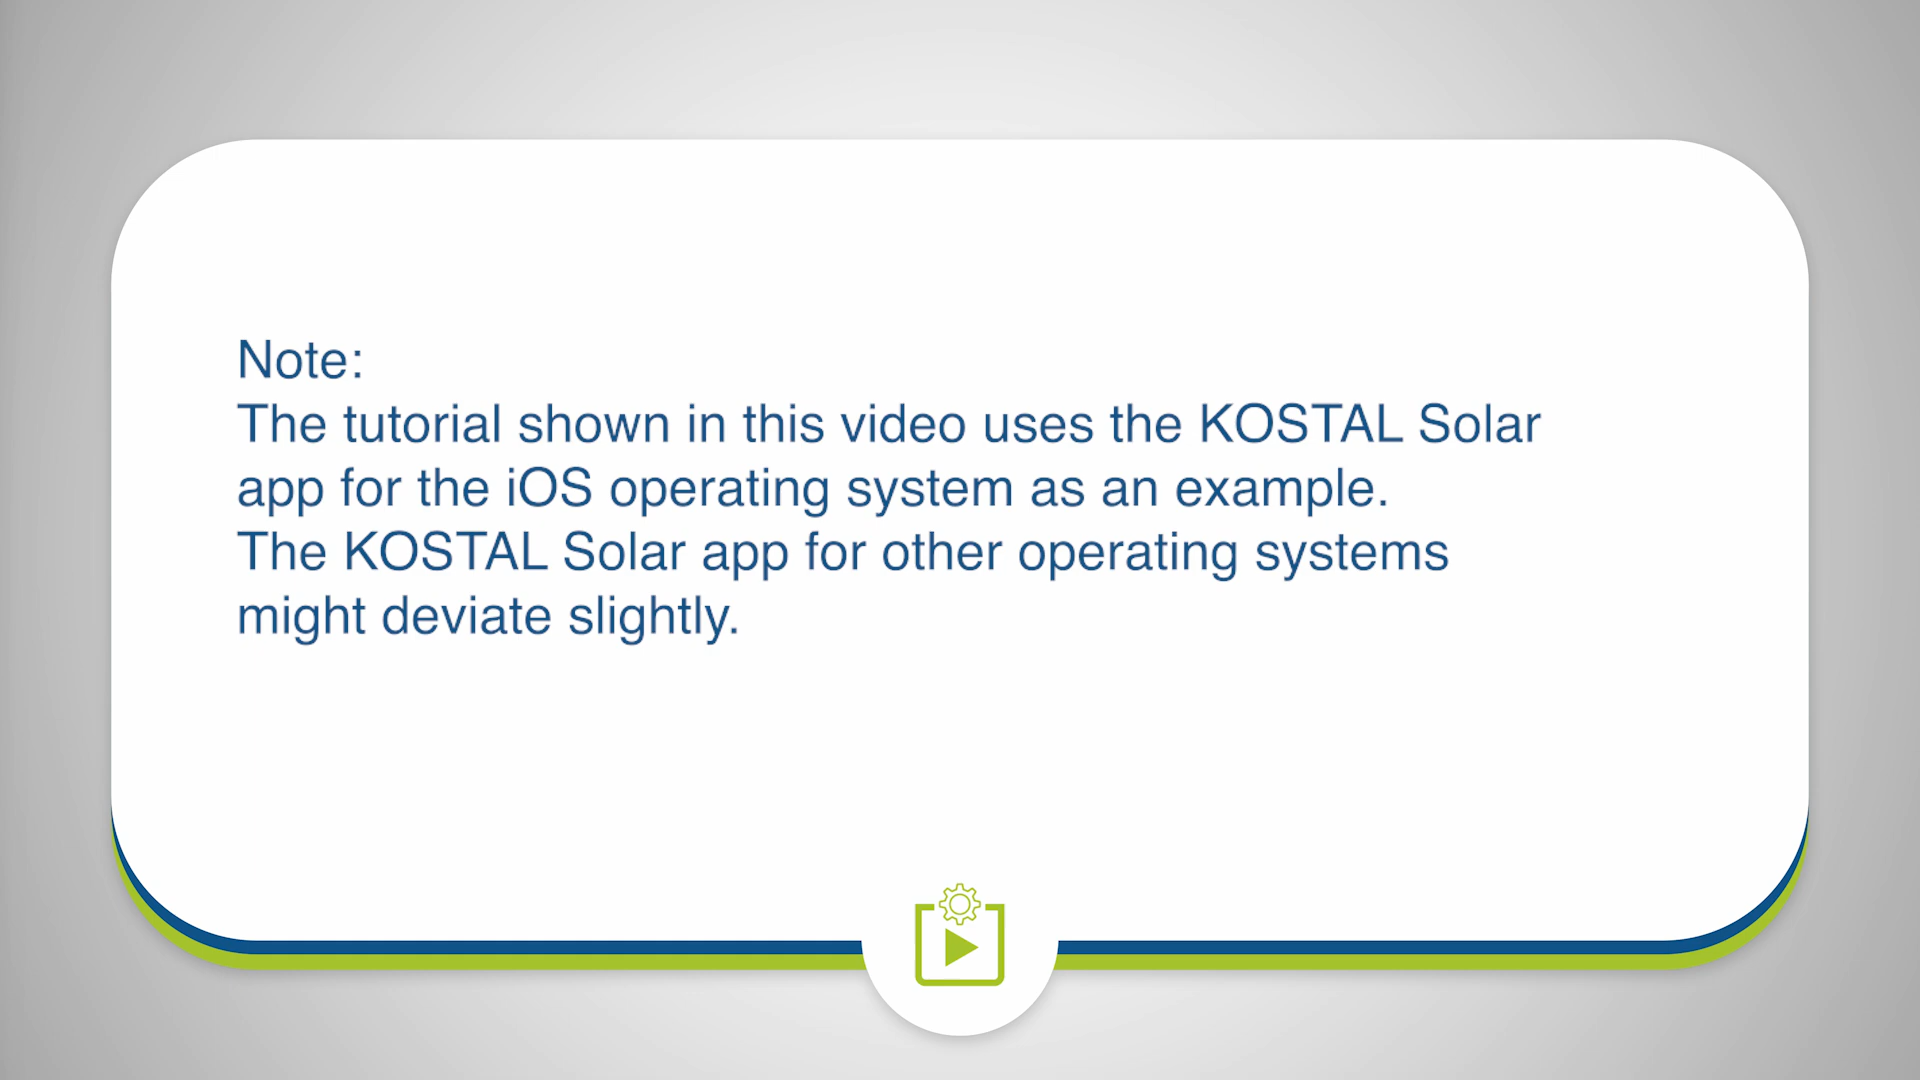 Note:
The tutorial shown in this video uses the KOSTAL Solar
app for the iOS operating system as an example.
The KOSTAL Solar app for other operating systems
might deviate slightly.